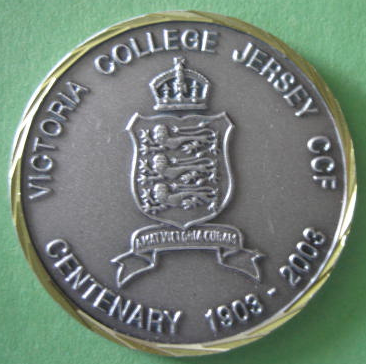 VICTORIA COLLEGE JERSEY CCF
AMAT VICTORIA CURAM
CENTENARY 1903 - 2003